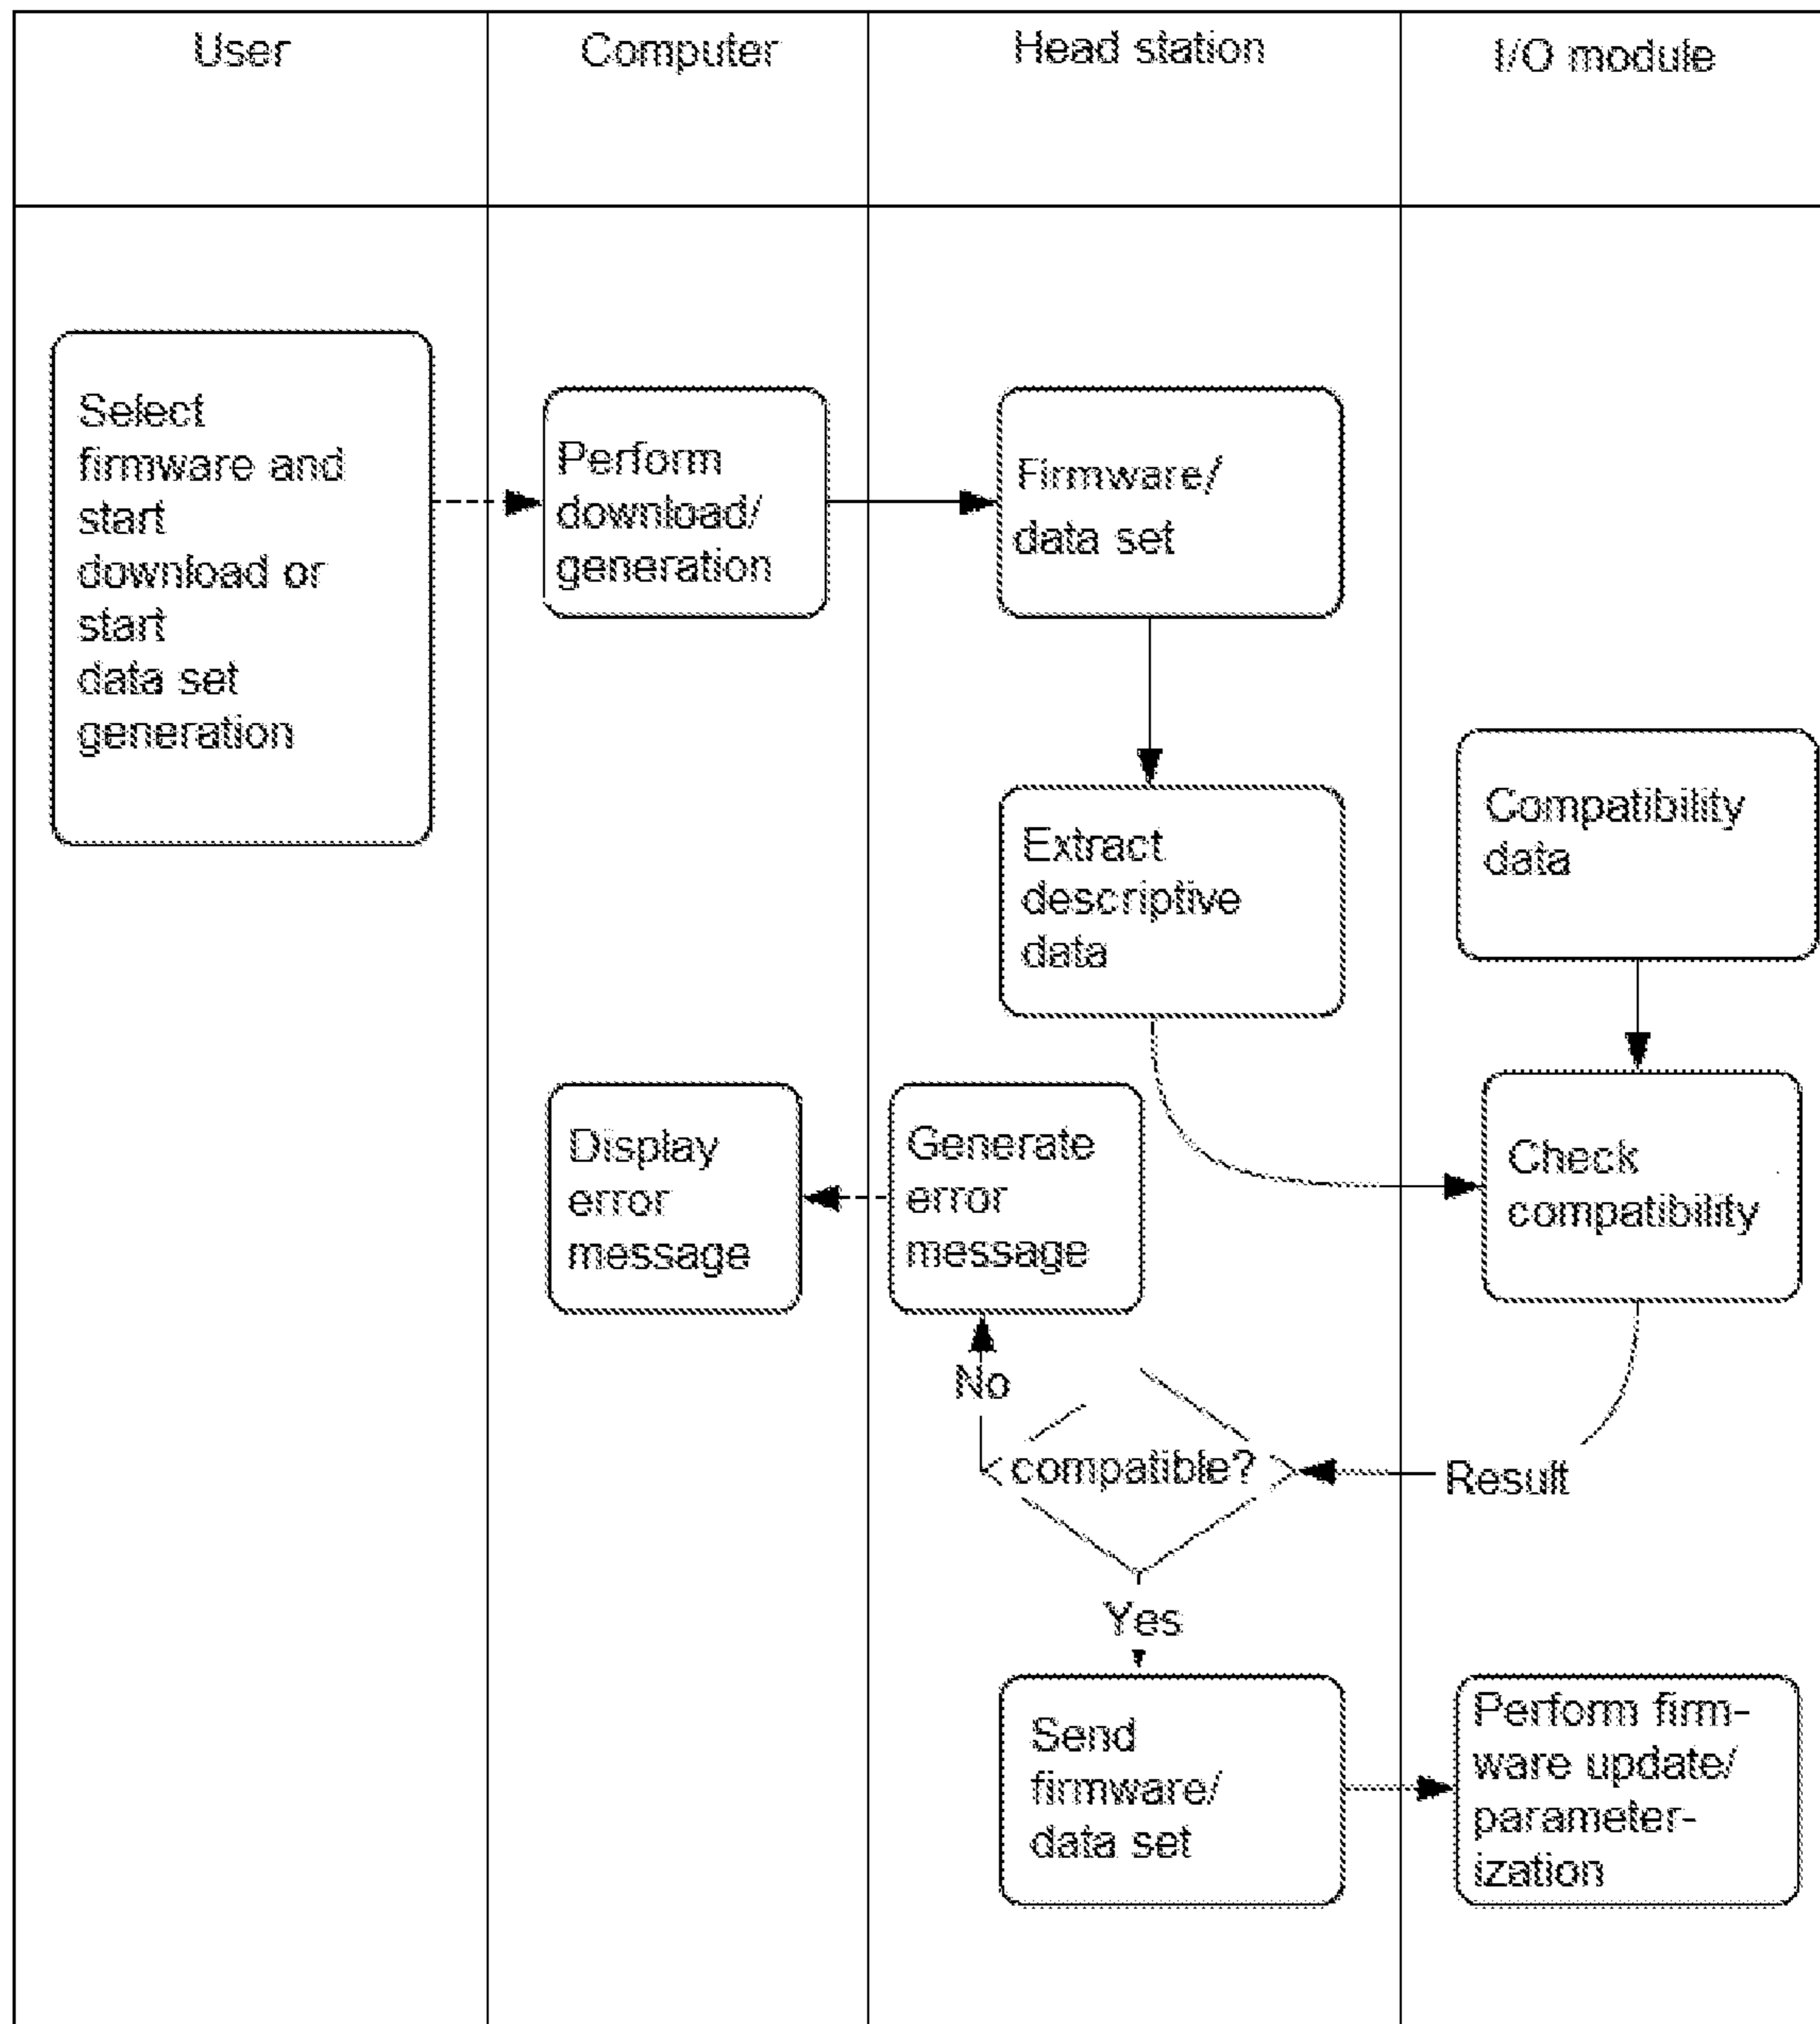 User
Computer
Head station
I/O module
Select
firmware and
start
download or
start
data set
generation
Perform
download/
generation
Firmware/
data set
Extract
descriptive
data
Compatibility
data
Display
error
message
Generate
error
message
Check
compatibility
No
compatible?
Result
Yes
Send
firmware/
data set
Perform firm-
ware update/
parameter-
ization